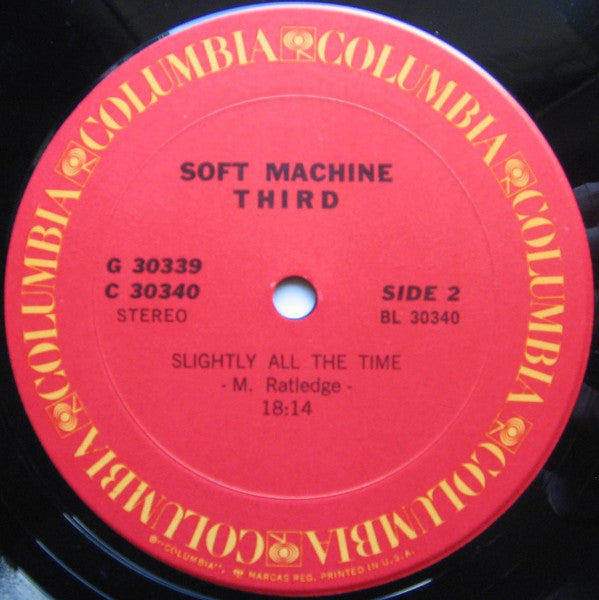 COLUMBIA COLUMBIA COLUMBIA COLUMBIA COLUMBIA COLUMBIA
SOFT MACHINE
THIRD
G 30339
C 30340
STEREO
SIDE 2
BL 30340
SLIGHTLY ALL THE TIME
- M. Ratledge -
18:14
®"COLUMBIA", MARCAS REG. PRINTED IN U.S.A.